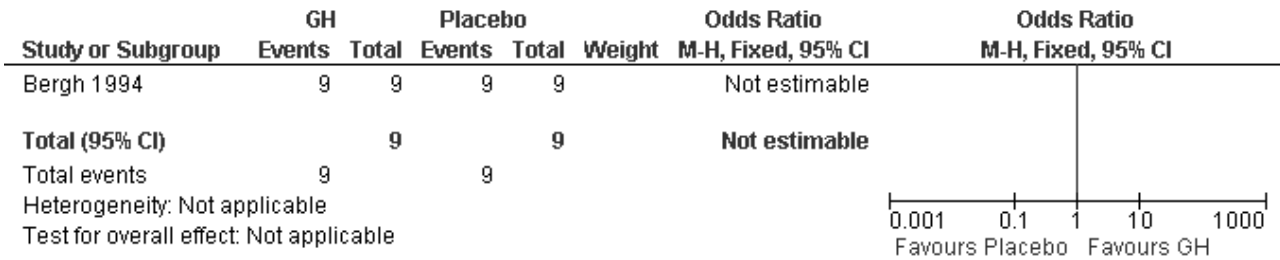 GH Placebo Odds Ratio Odds Ratio
Study or Subgroup Events Total Events Total Weight M-H, Fixed, 95% CI M-H, Fixed, 95% CI
Bergh 1994 9 9 9 9 Not estimable
Total (95% CI) 9 9 Not estimable
Total events 9 9
Heterogeneity: Not applicable
Test for overall effect: Not applicable
0.001 0.1 1 10 1000
Favours Placebo Favours GH